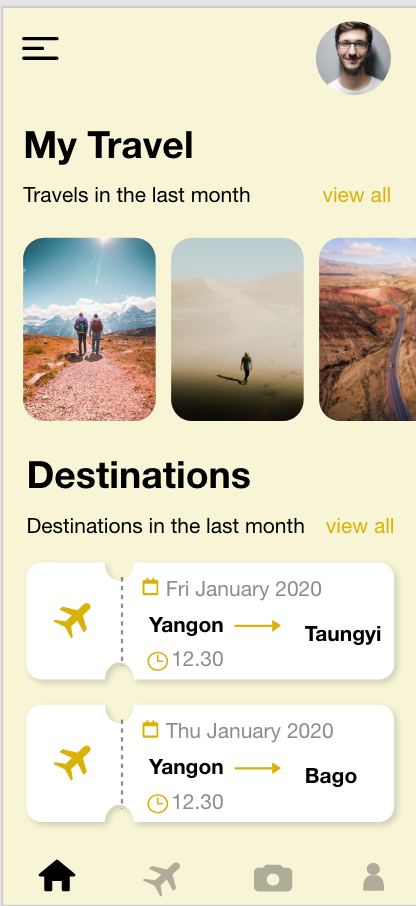 My Travel
Travels in the last month view all
Destinations
Destinations in the last month view all
Fri January 2020
Yangon Taungyi
12.30
Thu January 2020
Yangon Bago
12.30